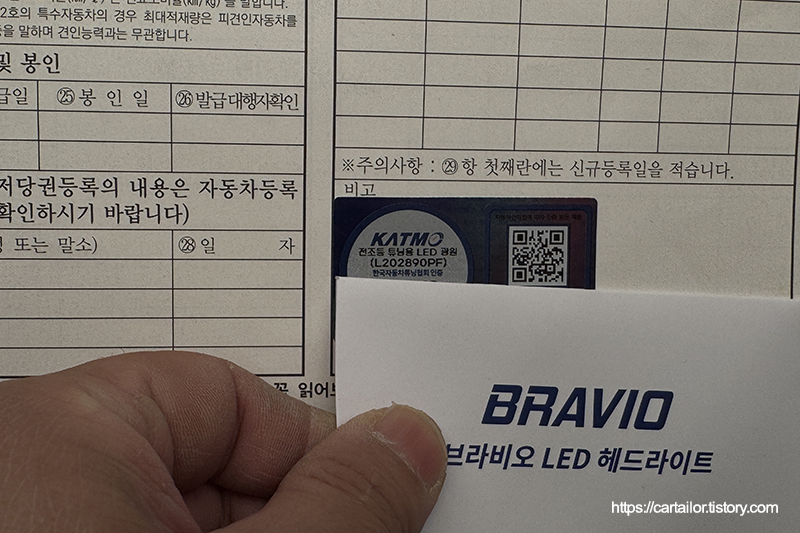 2호의 특수자동차의 경우 최대적재량은 피견인자동차를
을 말하며 견인능력과는 무관합니다.
및 봉인
급일 ㉕봉 인 일 ㉖발급대행자확인
저당권등록의 내용은 자동차등록
확인하시기 바랍니다)
또는 말소) ㉘일 자
※주의사항 : ㉙항 첫째란에는 신규등록일을 적습니다.
비고
KATMO
전조등 튜닝용 LED 광원
(L202890PF)
한국자동차튜닝협회 인증
꼭 읽어보
BRAVIO
브라비오 LED 헤드라이트
https://cartailor.tistory.com